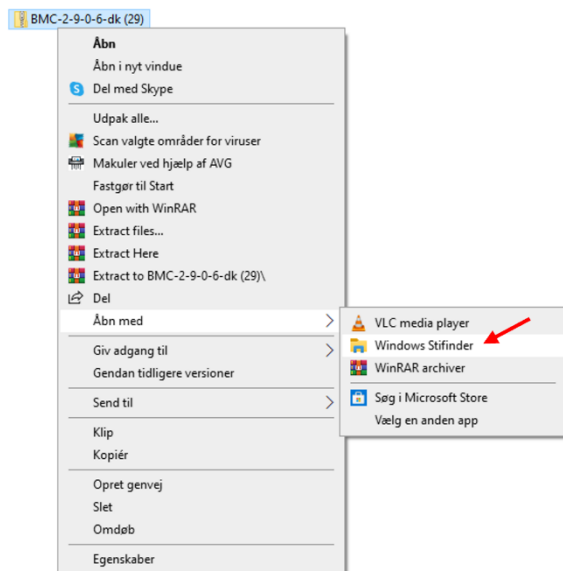 BMC-2-9-0-6-dk (29)
Åbn
Åbn i nyt vindue
Del med Skype
Udpak alle...
Scan valgte områder for viruser
Makuler ved hjælp af AVG
Fastgør til Start
Open with WinRAR
Extract files...
Extract Here
Extract to BMC-2-9-0-6-dk (29)\
Del
Åbn med
VLC media player
Windows Stifinder
WinRAR archiver
Søg i Microsoft Store
Vælg en anden app
Giv adgang til
Gendan tidligere versioner
Send til
Klip
Kopiér
Opret genvej
Slet
Omdøb
Egenskaber